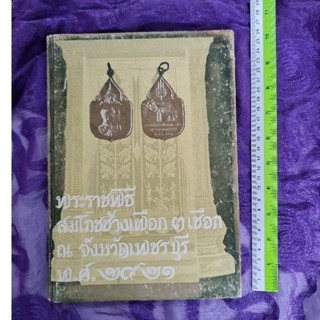 พระราชพิธี
สมโภชช้างเผือก ๓ เชือก
ณ จังหวัดเพชรบุรี
พ.ศ. ๒๕๒๑